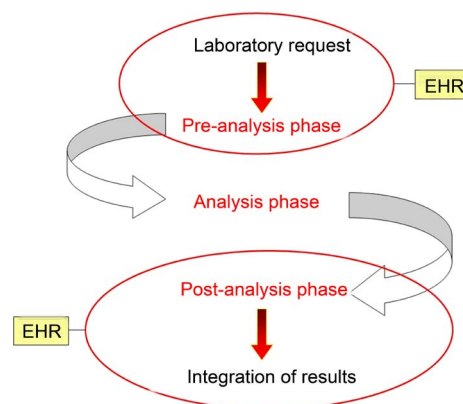 Laboratory request
EHR
Pre-analysis phase
Analysis phase
Post-analysis phase
EHR
Integration of results